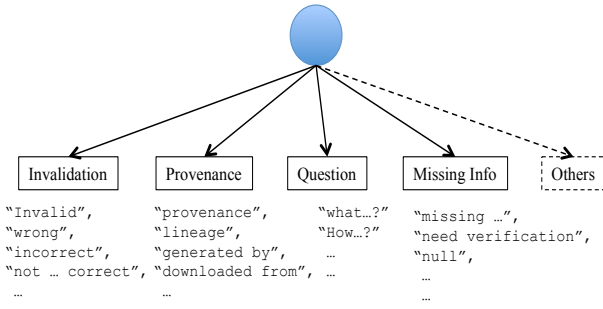 Invalidation
Provenance
Question
Missing Info
Others
“Invalid”,
“wrong”,
“incorrect”,
“not … correct”,
…
“provenance”,
“lineage”,
“generated by”,
“downloaded from”,
…
“what…?”
“How…?”
…
…
“missing …”,
“need verification”,
“null”,
…
…